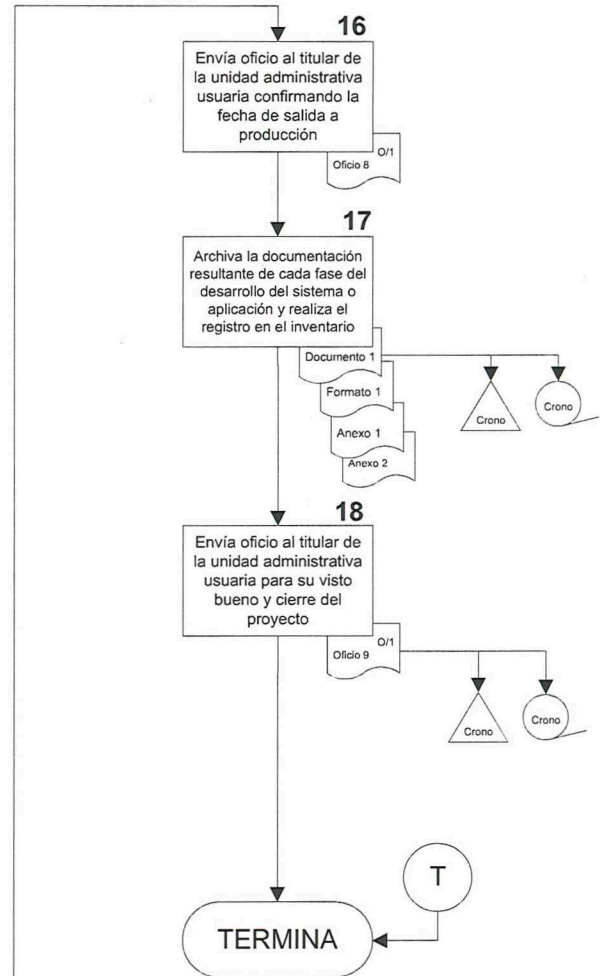 16
Envía oficio al titular de
la unidad administrativa
usuaria confirmando la
fecha de salida a
producción
O/1
Oficio 8
17
Archiva la documentación
resultante de cada fase del
desarrollo del sistema o
aplicación y realiza el
registro en el inventario
Documento 1
Formato 1
Anexo 1
Anexo 2
Crono
Crono
18
Envía oficio al titular de
la unidad administrativa
usuaria para su visto
bueno y cierre del
proyecto
O/1
Oficio 9
Crono
Crono
T
TERMINA